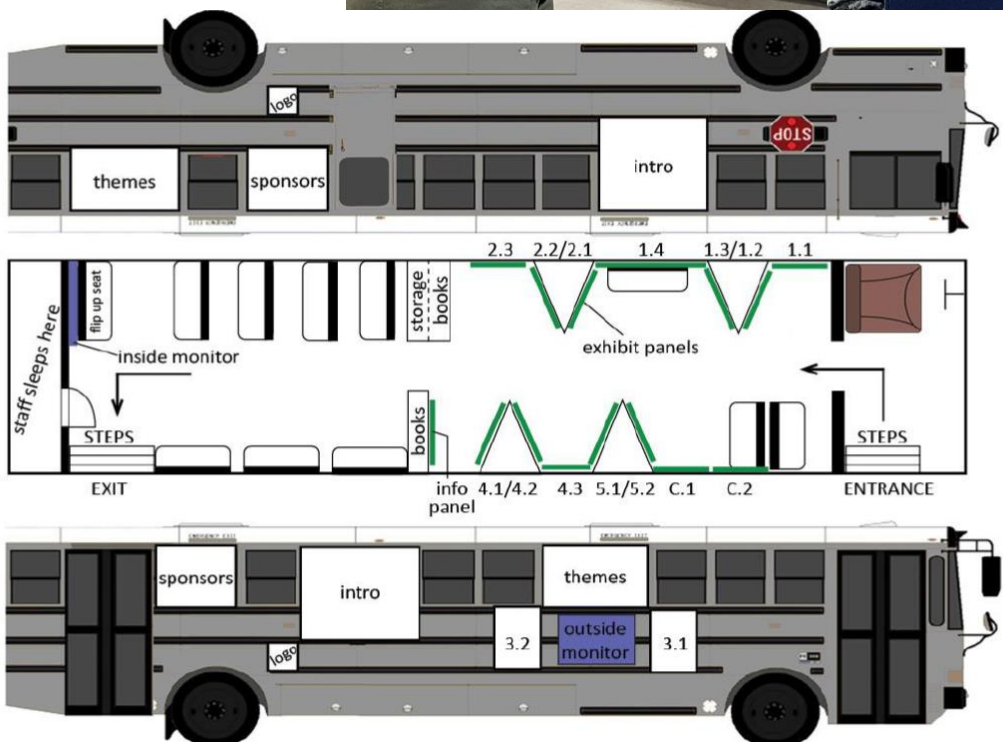 logo
STOP
intro
themes
sponsors
2.3
2.2/2.1
1.4
1.3/1.2
1.1
flip up seat
storage
books
exhibit panels
inside monitor
staff sleeps here
STEPS
books
STEPS
EXIT
info
panel
4.1/4.2
4.3
5.1/5.2
C.1
C.2
ENTRANCE
EMERGENCY EXIT
sponsors
intro
themes
3.2
outside
monitor
3.1
logo